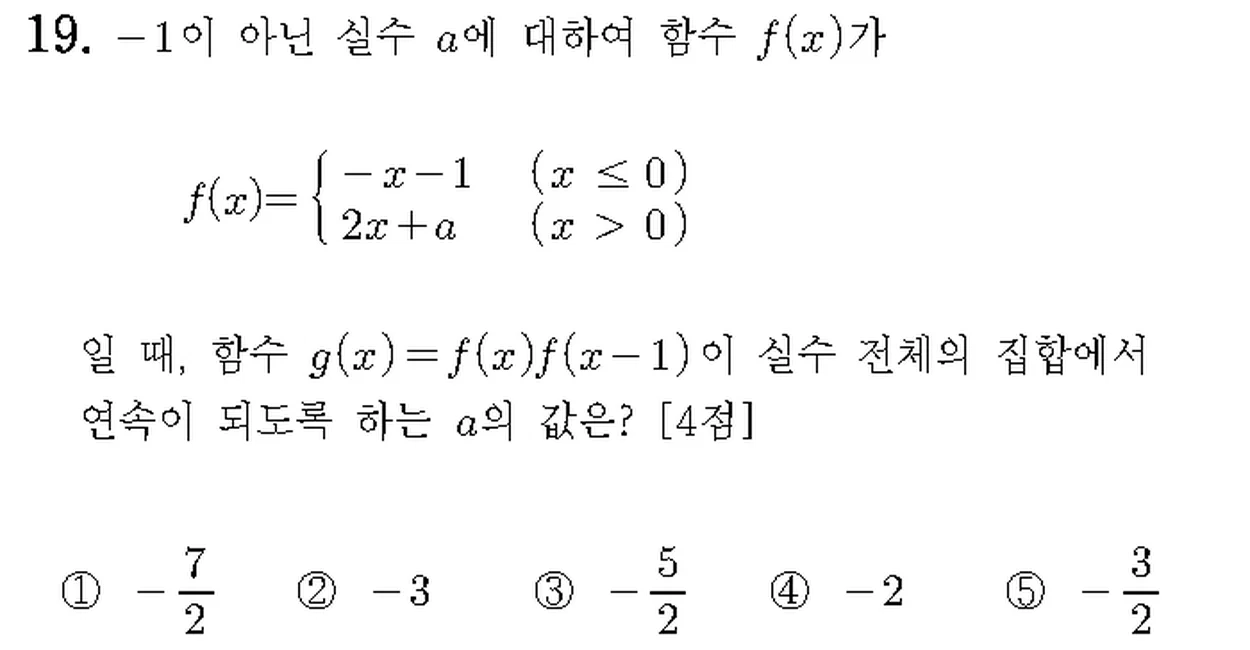 19. −1이 아닌 실수 a에 대하여 함수 f(x)가
f(x)= { −x−1 (x ≤ 0)
2x+a (x > 0)
일 때, 함수 g(x)=f(x)f(x−1)이 실수 전체의 집합에서
연속이 되도록 하는 a의 값은? [4점]
① −7/2 ② −3 ③ −5/2 ④ −2 ⑤ −3/2